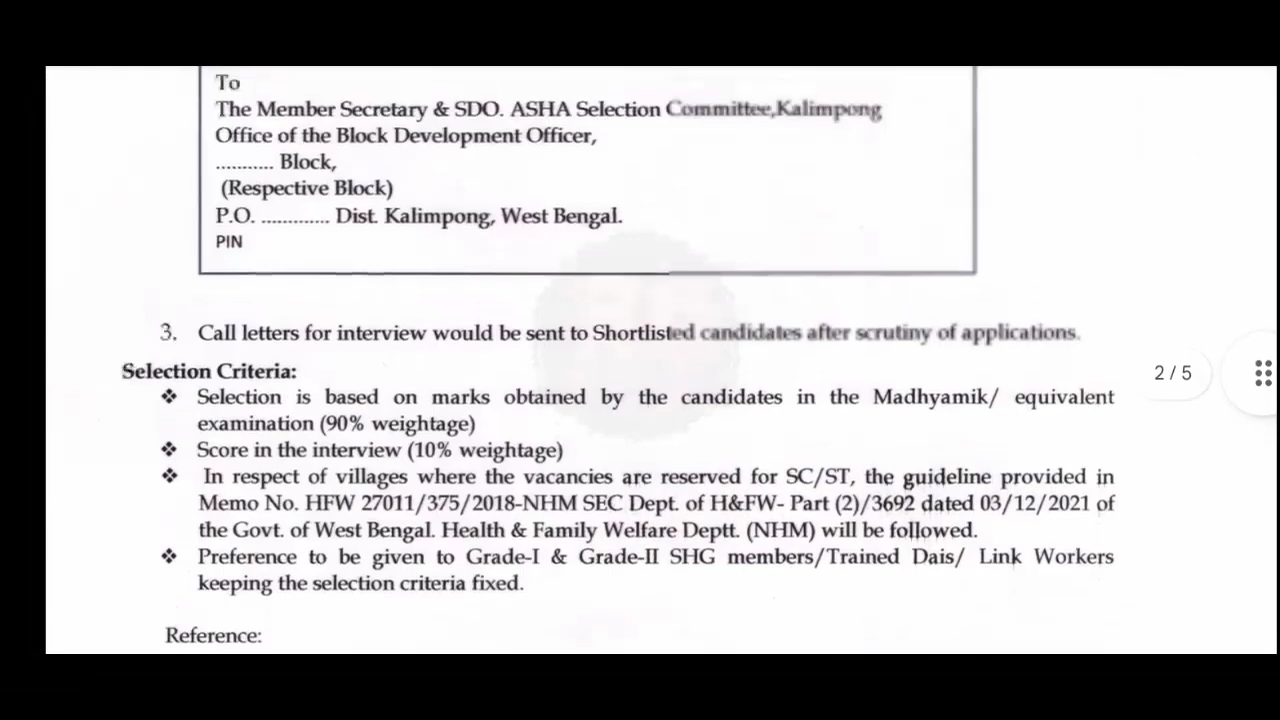 To
The Member Secretary & SDO. ASHA Selection Committee,Kalimpong
Office of the Block Development Officer,
........... Block,
(Respective Block)
P.O. ............. Dist. Kalimpong, West Bengal.
PIN
3. Call letters for interview would be sent to Shortlisted candidates after scrutiny of applications.
Selection Criteria:
❖ Selection is based on marks obtained by the candidates in the Madhyamik/ equivalent
examination (90% weightage)
❖ Score in the interview (10% weightage)
❖ In respect of villages where the vacancies are reserved for SC/ST, the guideline provided in
Memo No. HFW 27011/375/2018-NHM SEC Dept. of H&FW- Part (2)/3692 dated 03/12/2021 of
the Govt. of West Bengal. Health & Family Welfare Deptt. (NHM) will be followed.
❖ Preference to be given to Grade-I & Grade-II SHG members/Trained Dais/ Link Workers
keeping the selection criteria fixed.
Reference:
2 / 5